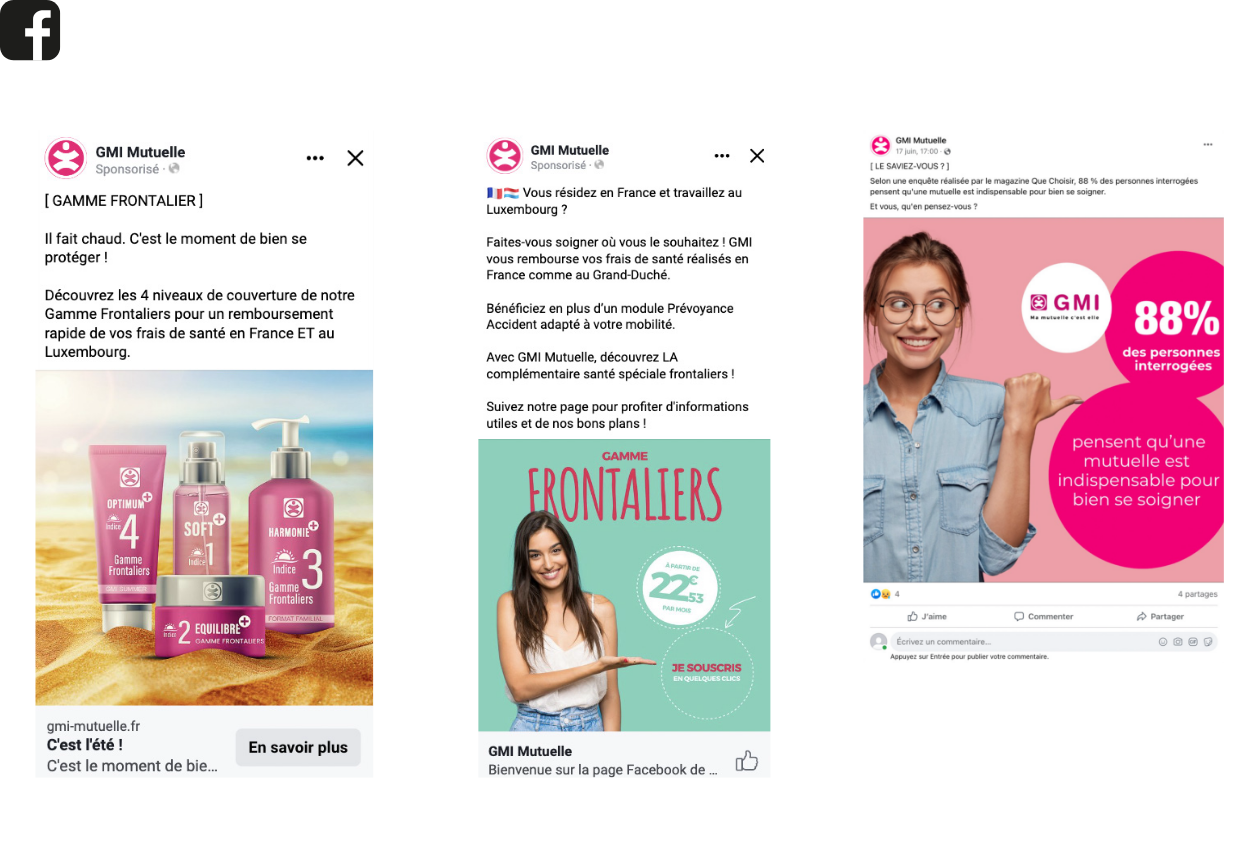 GMI Mutuelle
Sponsorisé ·
[ GAMME FRONTALIER ]
Il fait chaud. C'est le moment de bien se
protéger !
Découvrez les 4 niveaux de couverture de notre
Gamme Frontaliers pour un remboursement
rapide de vos frais de santé en France ET au
Luxembourg.
OPTIMUM+
Indice
4
Gamme
Frontaliers
SOFT+
Indice
1
HARMONIE+
Indice
3
Gamme
Frontaliers
FORMAT FAMILIAL
2 EQUILIBRE+
GAMME FRONTALIERS
gmi-mutuelle.fr
C'est l'été !
C'est le moment de bie...
En savoir plus
GMI Mutuelle
Sponsorisé ·
🇫🇷🇱🇺 Vous résidez en France et travaillez au
Luxembourg ?
Faites-vous soigner où vous le souhaitez ! GMI
vous rembourse vos frais de santé réalisés en
France comme au Grand-Duché.
Bénéficiez en plus d'un module Prévoyance
Accident adapté à votre mobilité.
Avec GMI Mutuelle, découvrez LA
complémentaire santé spéciale frontaliers !
Suivez notre page pour profiter d'informations
utiles et de nos bons plans !
GAMME
FRONTALIERS
À PARTIR DE
22€53
PAR MOIS
JE SOUSCRIS
EN QUELQUES CLICS
GMI Mutuelle
Bienvenue sur la page Facebook de ...
GMI Mutuelle
17 juin, 17:00 ·
[ LE SAVIEZ-VOUS ? ]
Selon une enquête réalisée par le magazine Que Choisir, 88 % des personnes interrogées
pensent qu'une mutuelle est indispensable pour bien se soigner.
Et vous, qu'en pensez-vous ?
GMI
Ma mutuelle c'est elle
88%
des personnes
interrogées
pensent qu'une
mutuelle est
indispensable pour
bien se soigner
4
4 partages
J'aime
Commenter
Partager
Écrivez un commentaire...
Appuyez sur Entrée pour publier votre commentaire.